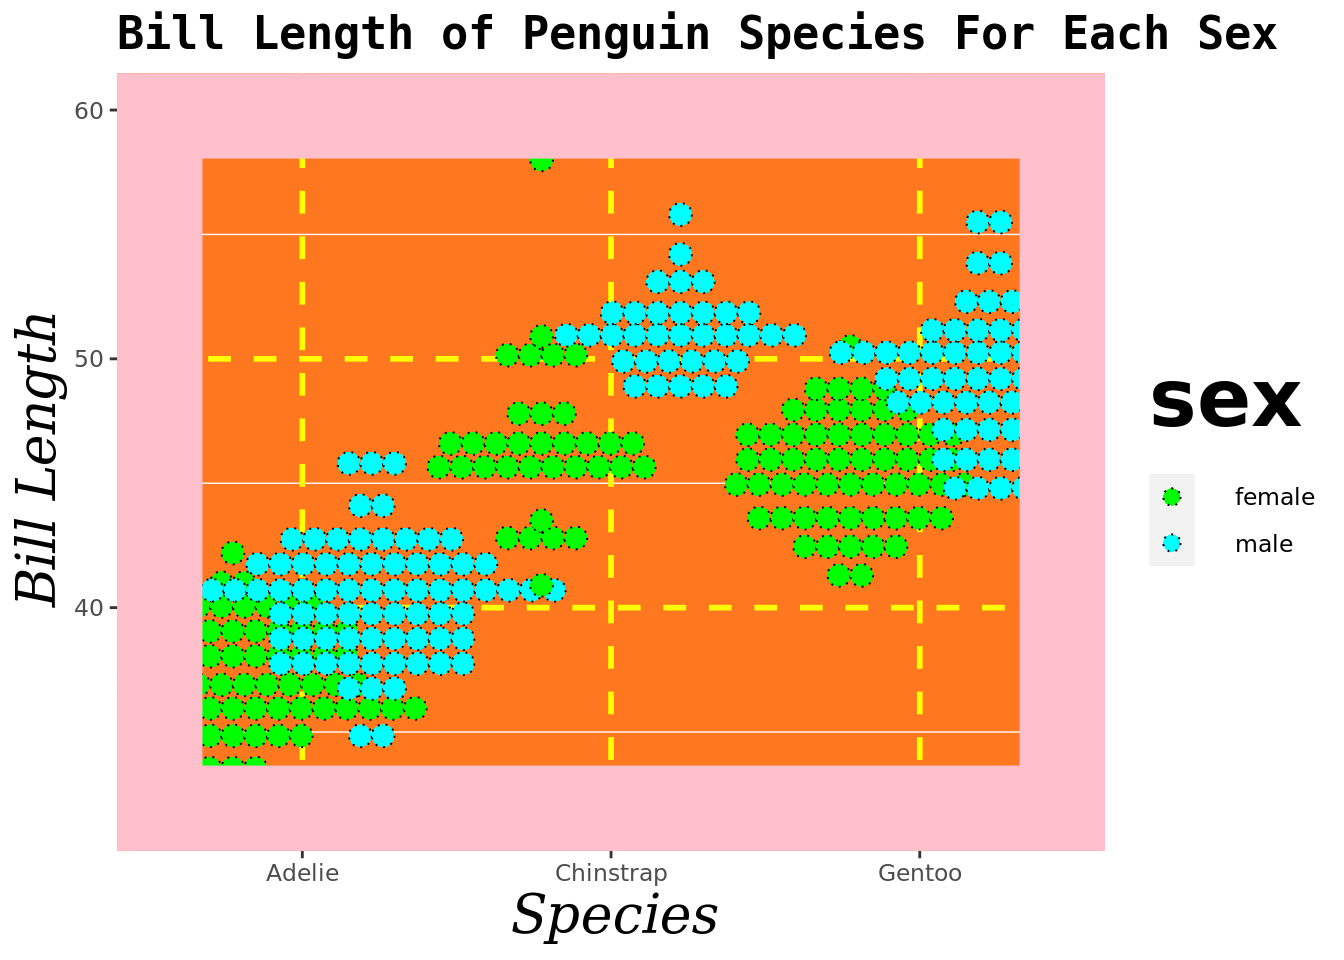 Bill Length of Penguin Species For Each Sex
60
50
40
Bill Length
Adelie
Chinstrap
Gentoo
Species
sex
female
male